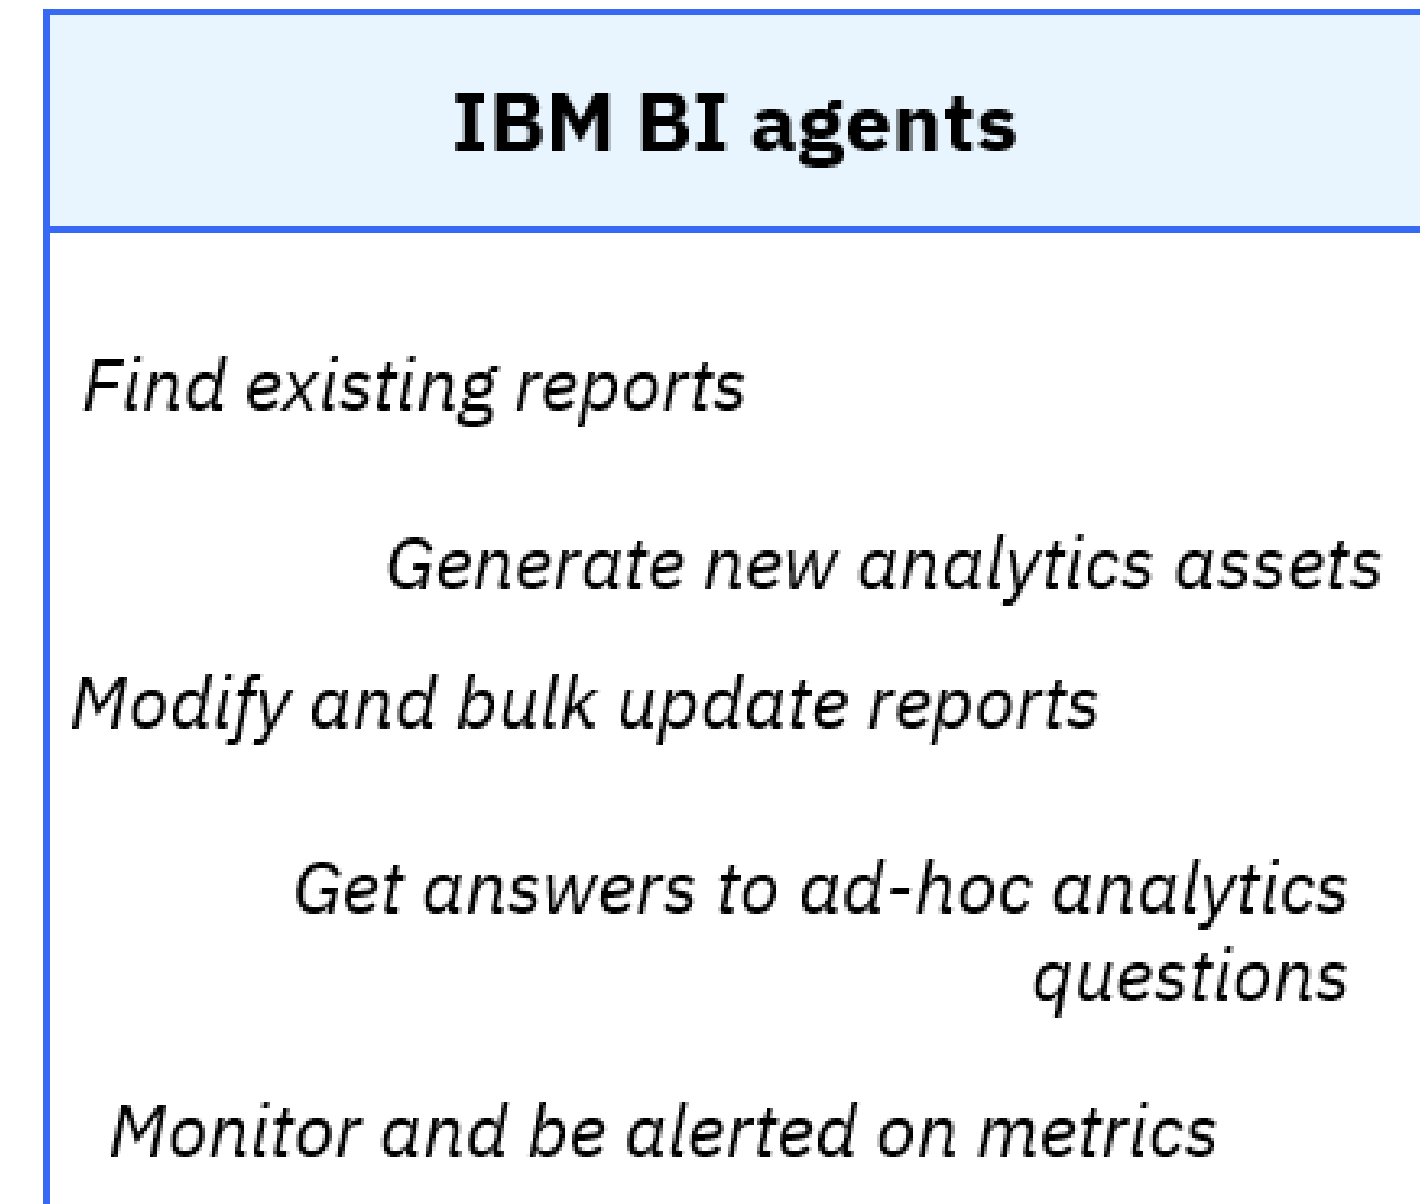 IBM BI agents
Find existing reports
Generate new analytics assets
Modify and bulk update reports
Get answers to ad-hoc analytics
questions
Monitor and be alerted on metrics